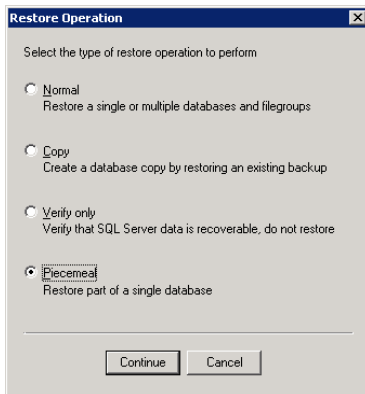 Restore Operation
Select the type of restore operation to perform
Normal
Restore a single or multiple databases and filegroups
Copy
Create a database copy by restoring an existing backup
Verify only
Verify that SQL Server data is recoverable, do not restore
Piecemeal
Restore part of a single database
Continue Cancel